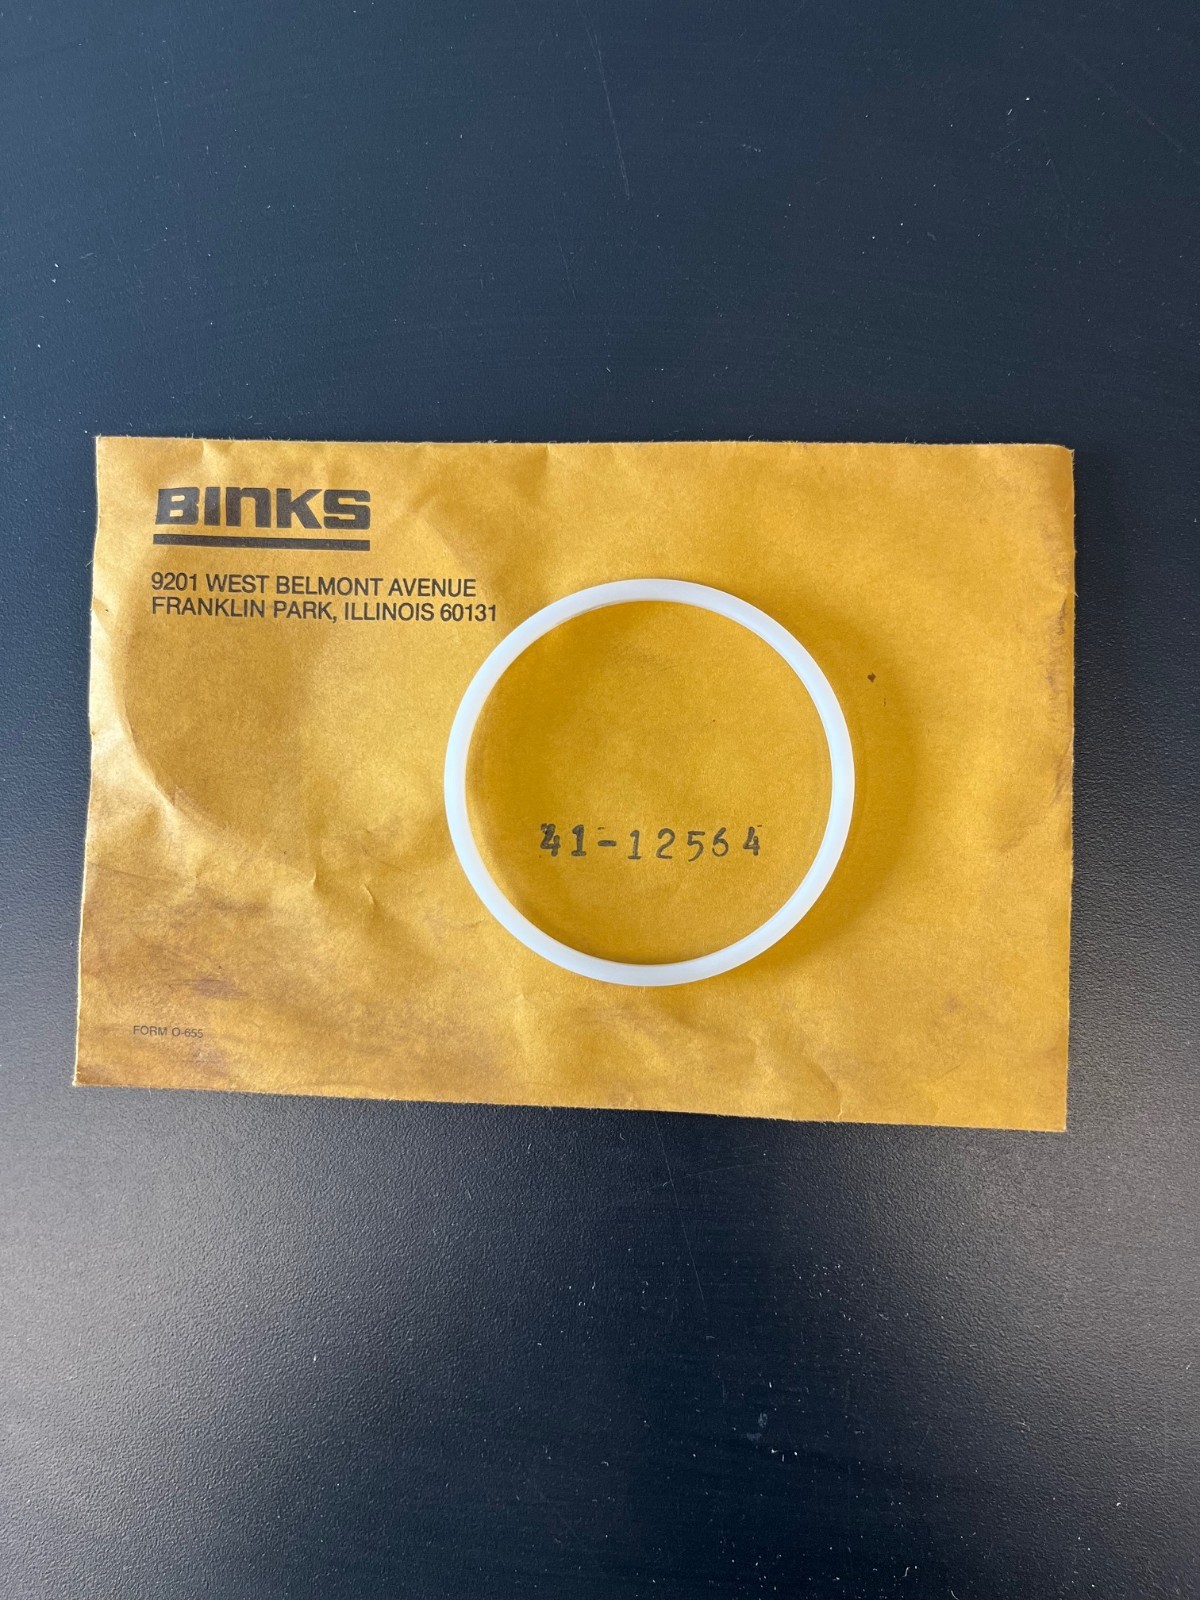 BINKS
9201 WEST BELMONT AVENUE
FRANKLIN PARK, ILLINOIS 60131
41-12564
FORM O-655